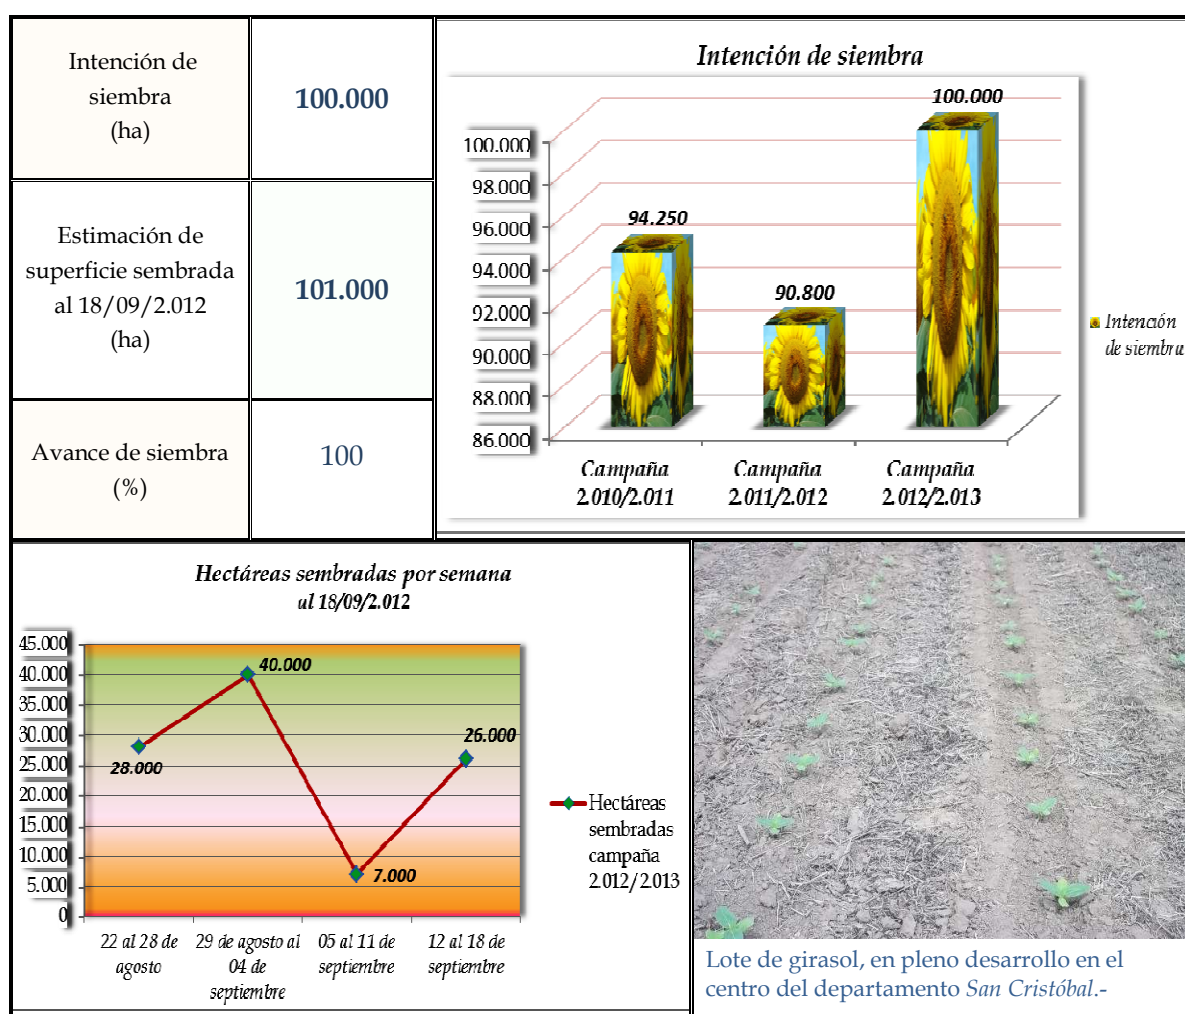 Intención de
siembra
(ha)
100.000
Estimación de
superficie sembrada
al 18/09/2.012
(ha)
101.000
Avance de siembra
(%)
100
Intención de siembra
100.000
98.000
96.000
94.000
92.000
90.000
88.000
86.000
94.250
90.800
100.000
Campaña
2.010/2.011
Campaña
2.011/2.012
Campaña
2.012/2.013
Intención
de siembra
Hectáreas sembradas por semana
al 18/09/2.012
45.000
40.000
35.000
30.000
25.000
20.000
15.000
10.000
5.000
0
28.000
40.000
7.000
26.000
22 al 28 de
agosto
29 de agosto al
04 de
septiembre
05 al 11 de
septiembre
12 al 18 de
septiembre
Hectáreas
sembradas
campaña
2.012/2.013
Lote de girasol, en pleno desarrollo en el
centro del departamento San Cristóbal.-